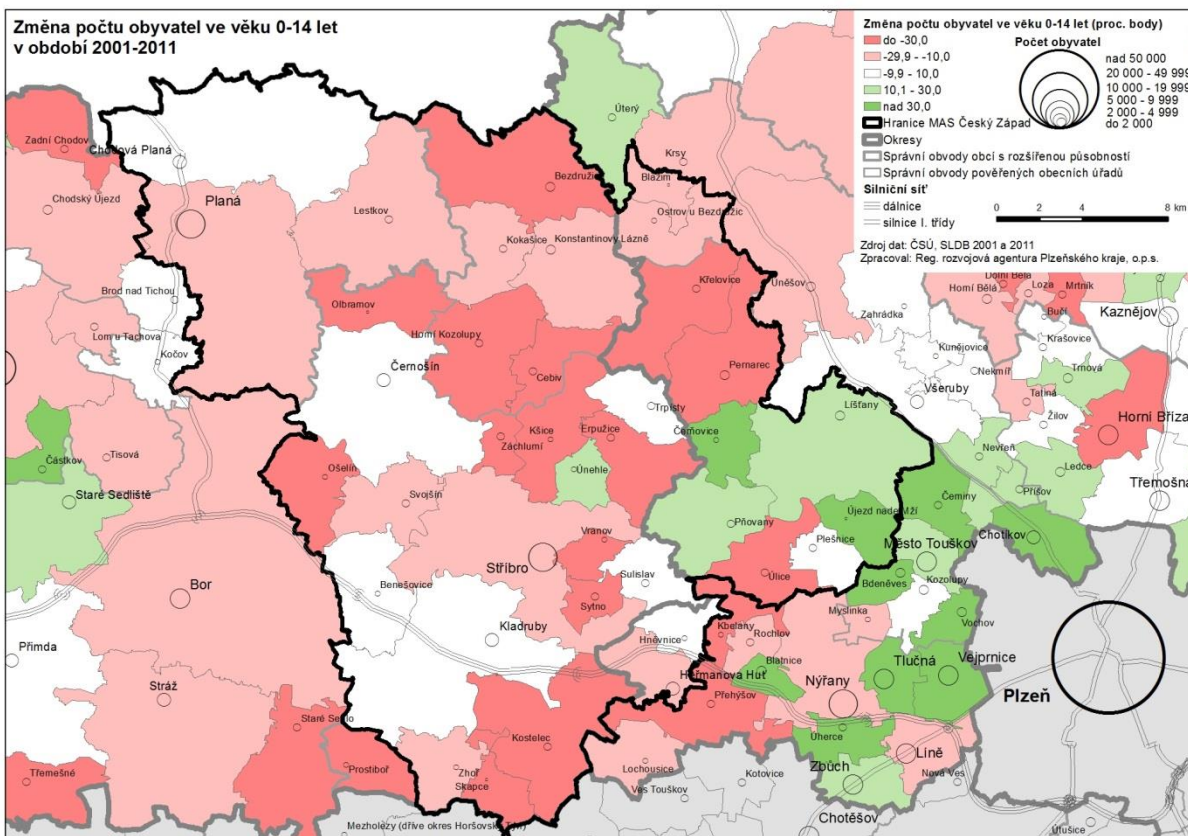 Změna počtu obyvatel ve věku 0-14 let
v období 2001-2011
Změna počtu obyvatel ve věku 0-14 let (proc. body)
do -30,0
-29,9 - -10,0
-9,9 - 10,0
10,1 - 30,0
nad 30,0
Hranice MAS Český Západ
Okresy
Správní obvody obcí s rozšířenou působností
Správní obvody pověřených obecních úřadů
Silniční síť
dálnice
silnice I. třídy
Počet obyvatel
nad 50 000
20 000 - 49 999
10 000 - 19 999
5 000 - 9 999
2 000 - 4 999
do 2 000
0 2 4 8 km
Zdroj dat: ČSÚ, SLDB 2001 a 2011
Zpracoval: Reg. rozvojová agentura Plzeňského kraje, o.p.s.
Úterý
Zadní Chodov
Chodová Planá
Krsy
Blažim
Bezdružic
Chodský Újezd
Planá
Lestkov
Ostrov u Bezdružic
Kokašice
Konstantinovy Lázně
Křelovice
Úněšov
Dolní Bělá
Horní Bělá
Loza
Mrtník
Brod nad Tichou
Olbramov
Zahrádka
Bučí
Kaznějov
Lom u Tachova
Horní Kozolupy
Krašovice
Kunějovice
Kočov
Černošín
Cebiv
Pernarec
Nekmíř
Trnová
Všeruby
Tatiná
Trpísty
Líšťany
Žilov
Horní Bříza
Kšice
Erpužice
Čerňovice
Záchlumí
Tisová
Částkov
Únehle
Nevřeň
Ledce
Ošelín
Staré Sedliště
Svojšín
Čeminy
Příšov
Třemošná
Pňovany
Újezd nade Mží
Vranov
Město Touškov
Chotíkov
Plešnice
Stříbro
Úlice
Bdeněves
Kozolupy
Benešovice
Sulislav
Bor
Sytno
Myslinka
Vochov
Kladruby
Hněvnice
Kbelany
Rochlov
Přimda
Blatnice
Tlučná
Vejprnice
Heřmanova Huť
Nýřany
Plzeň
Stráž
Přehýšov
Staré Sedlo
Úherce
Kostelec
Líně
Prostiboř
Lochousice
Zbůch
Třemešné
Zhoř
Skapce
Kotovice
Nová Ves
Ves Touškov
Chotěšov
Útušice
Mezholezy (dříve okres Horšovský Týn)